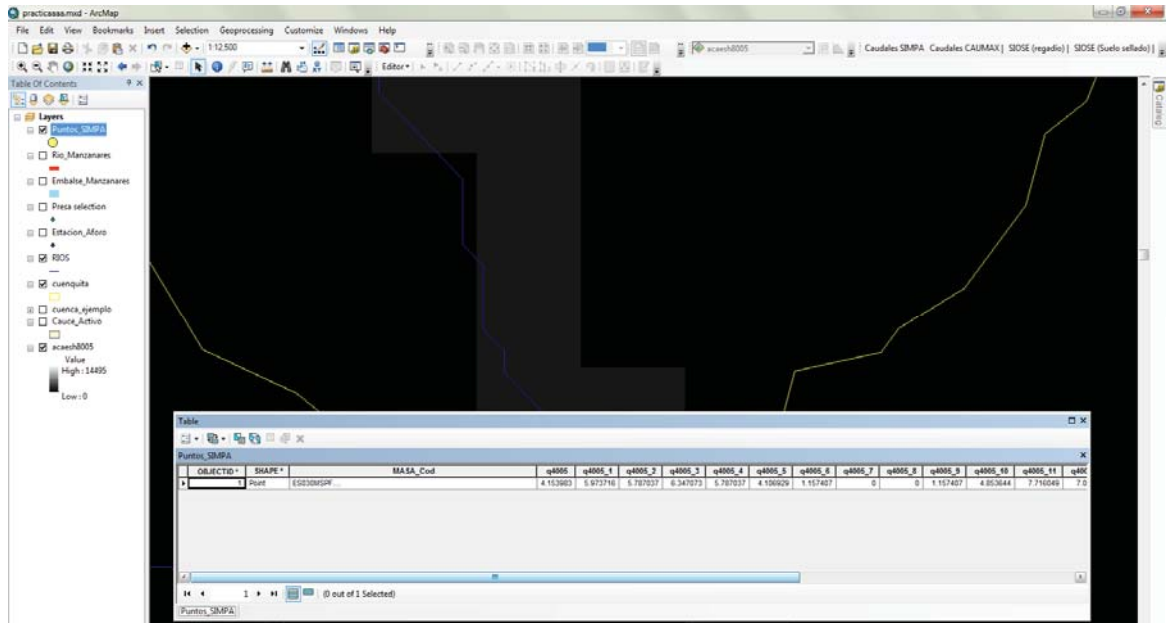 practicaaaa.mxd - ArcMap
File Edit View Bookmarks Insert Selection Geoprocessing Customize Windows Help
1:12,500
acaesh8005
Caudales SIMPA Caudales CAUMAX | SIOSE (regadio) | SIOSE (Suelo sellado) |
Editor
Table Of Contents
Catalog
Layers
Puntos_SIMPA
Rio_Manzanares
Embalse_Manzanares
Presa selection
Estacion_Aforo
RIOS
cuenquita
cuenca_ejemplo
Cauce_Activo
acaesh8005
Value
High : 14495
Low : 0
Table
Puntos_SIMPA
OBJECTID * SHAPE * MASA_Cod q4005 q4005_1 q4005_2 q4005_3 q4005_4 q4005_5 q4005_6 q4005_7 q4005_8 q4005_9 q4005_10 q4005_11 q400
1 Point ES030MSPF... 4.153983 5.973716 5.787037 6.347073 5.787037 4.106929 1.157407 0 0 1.157407 4.853644 7.716049 7.0
1 (0 out of 1 Selected)
Puntos_SIMPA